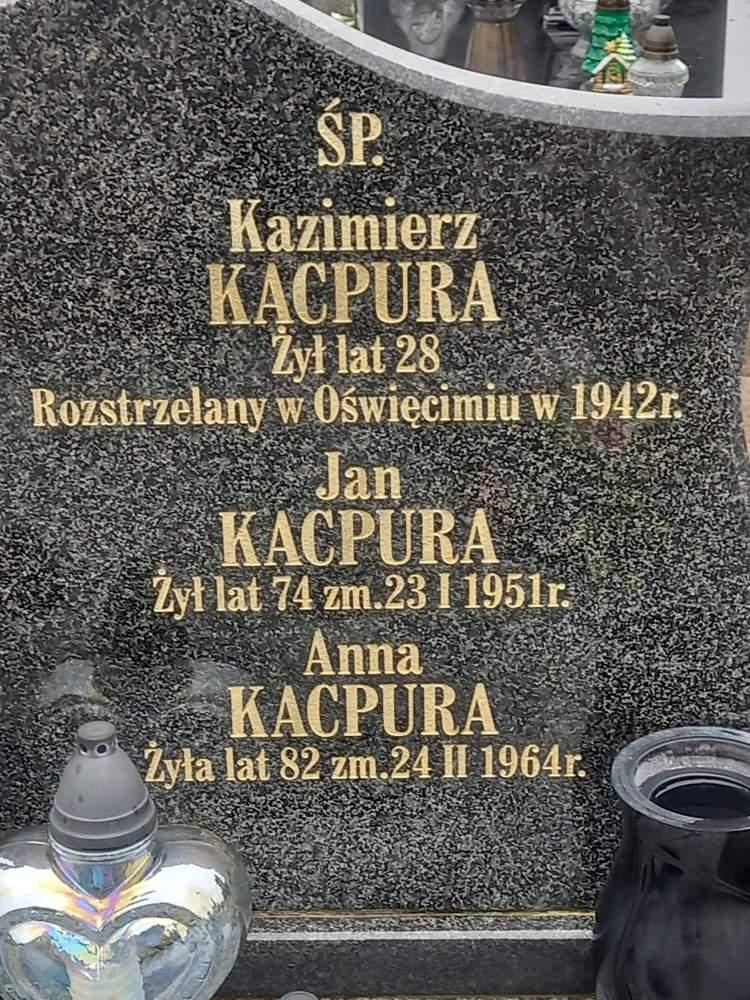 ŚP.
Kazimierz
KACPURA
Żył lat 28
Rozstrzelany w Oświęcimiu w 1942r.
Jan
KACPURA
Żył lat 74 zm.23 I 1951r.
Anna
KACPURA
Żyła lat 82 zm.24 II 1964r.